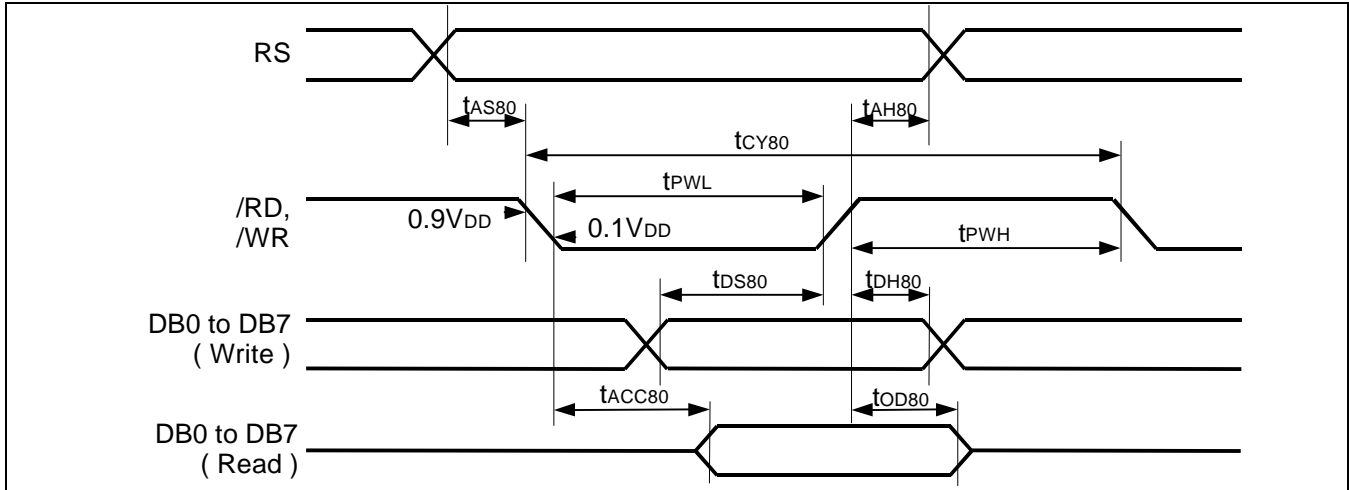 RS
tAS80
tAH80
tCY80
tPWL
/RD,
/WR
0.9VDD
0.1VDD
tPWH
tDS80
tDH80
DB0 to DB7
( Write )
tACC80
tOD80
DB0 to DB7
( Read )